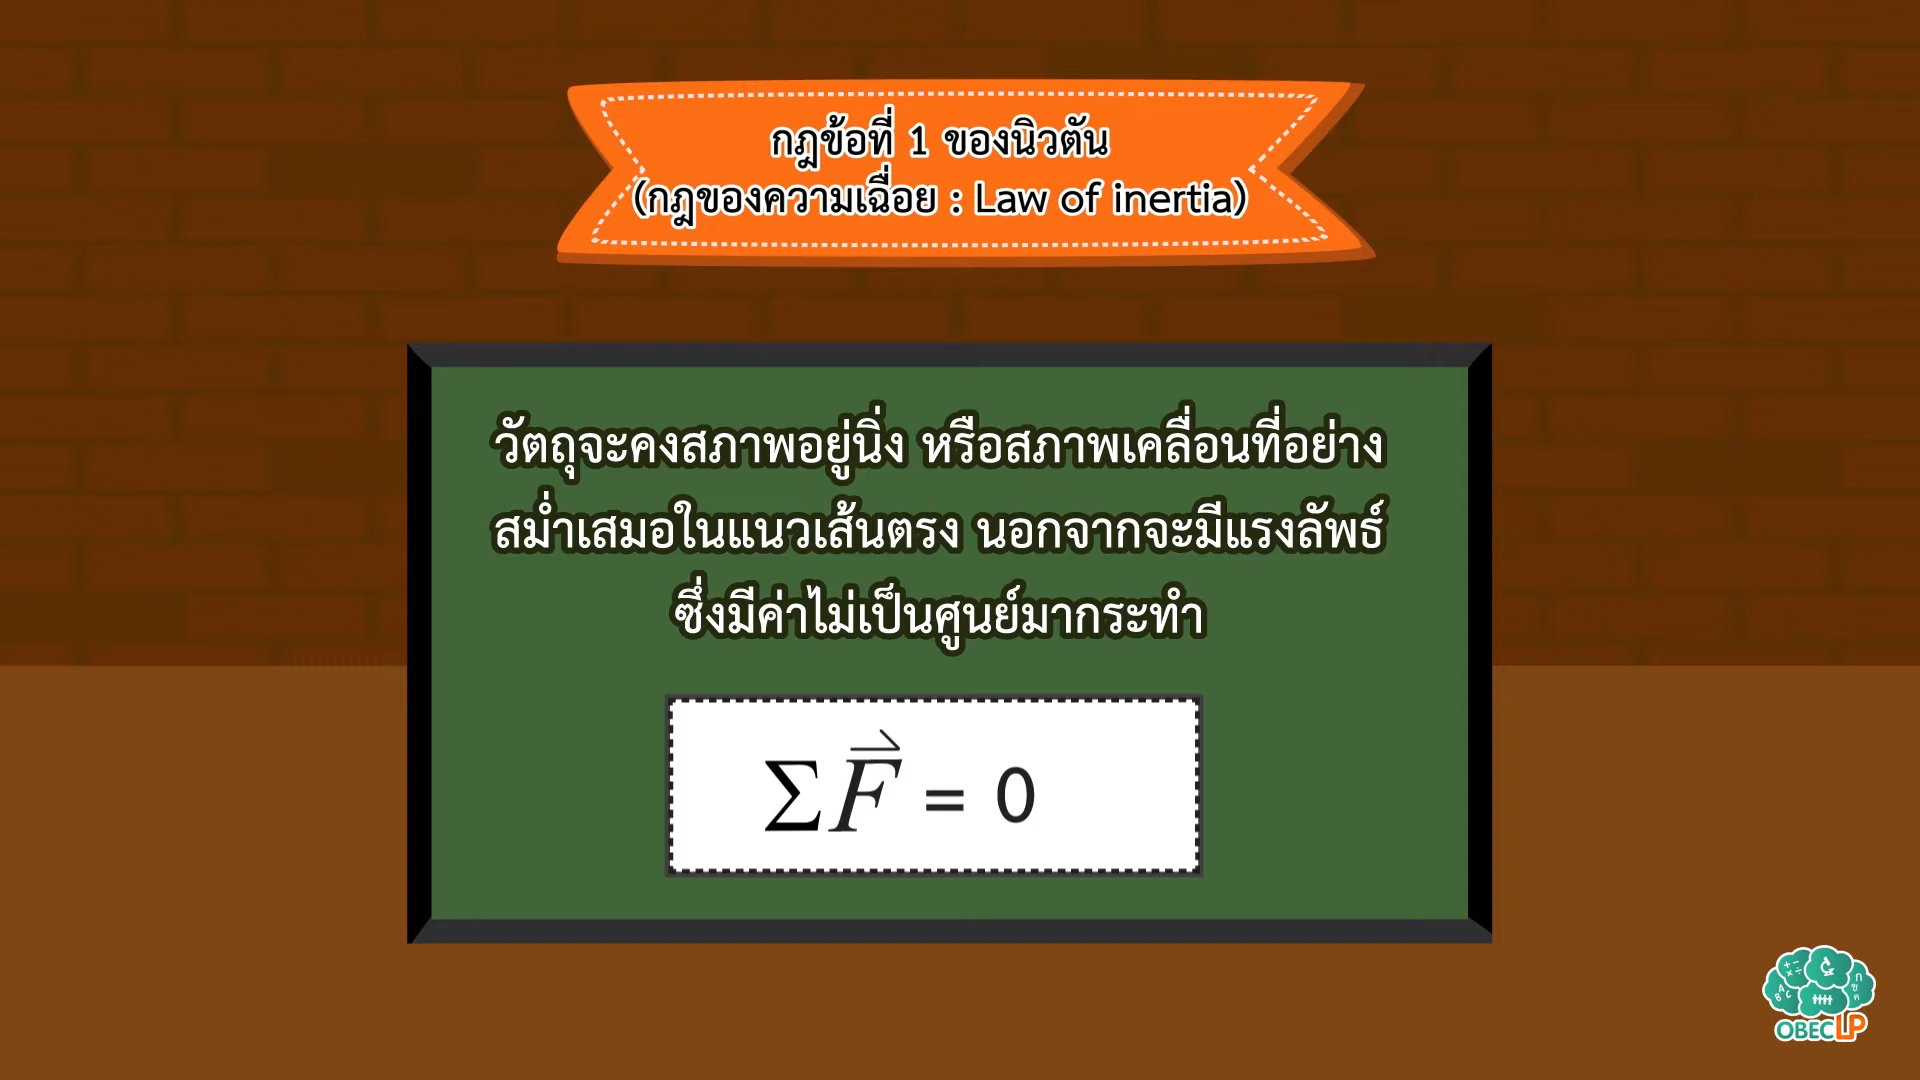 กฎข้อที่ 1 ของนิวตัน
(กฎของความเฉื่อย : Law of inertia)
วัตถุจะคงสภาพอยู่นิ่ง หรือสภาพเคลื่อนที่อย่าง
สม่ำเสมอในแนวเส้นตรง นอกจากจะมีแรงลัพธ์
ซึ่งมีค่าไม่เป็นศูนย์มากระทำ
∑F⃗ = 0
OBECLP